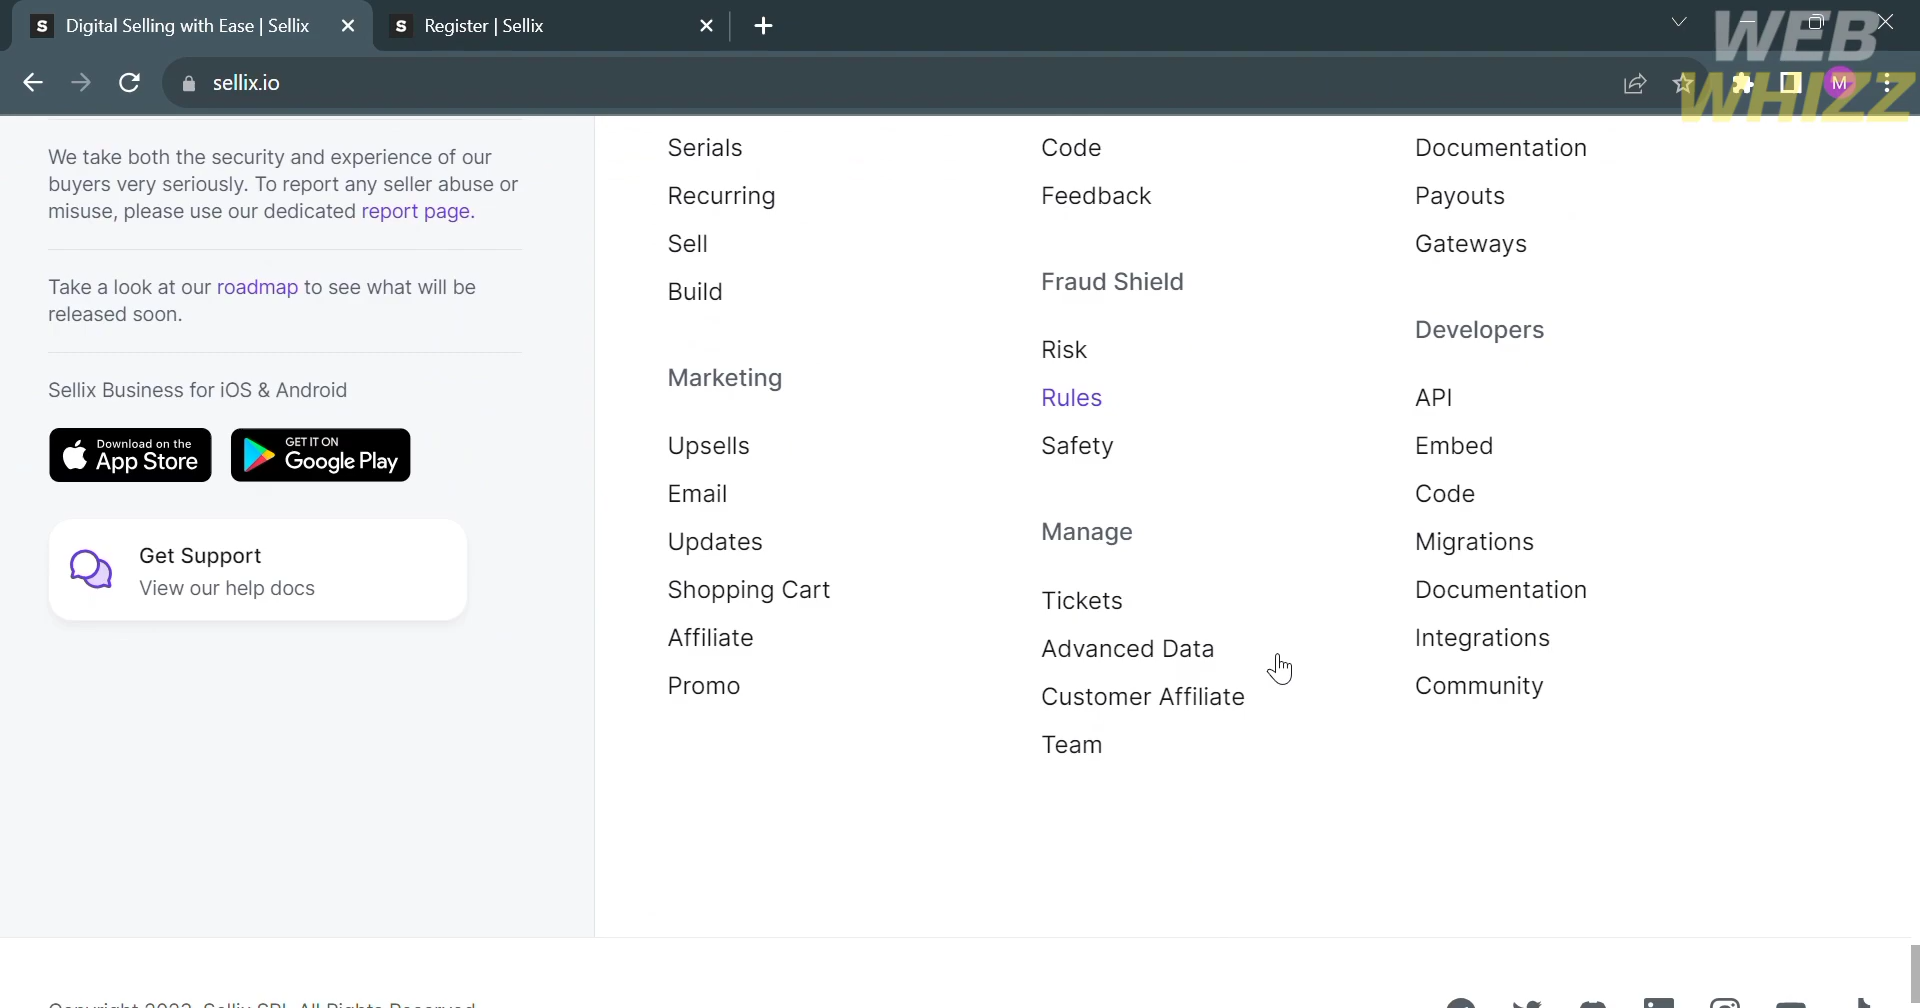 Digital Selling with Ease | Sellix
Register | Sellix
sellix.io
WEB
WHIZZ
M
We take both the security and experience of our
buyers very seriously. To report any seller abuse or
misuse, please use our dedicated report page.
Take a look at our roadmap to see what will be
released soon.
Sellix Business for iOS & Android
Download on the
App Store
GET IT ON
Google Play
Get Support
View our help docs
Serials
Recurring
Sell
Build
Marketing
Upsells
Email
Updates
Shopping Cart
Affiliate
Promo
Code
Feedback
Fraud Shield
Risk
Rules
Safety
Manage
Tickets
Advanced Data
Customer Affiliate
Team
Documentation
Payouts
Gateways
Developers
API
Embed
Code
Migrations
Documentation
Integrations
Community